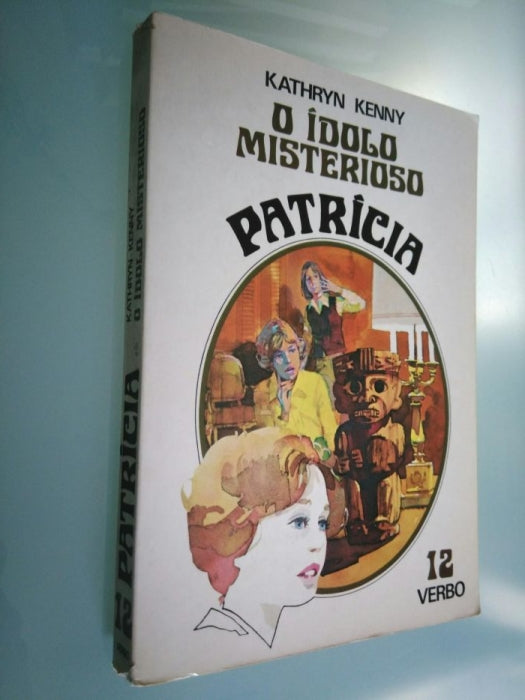 KATHRYN KENNY
O ÍDOLO
MISTERIOSO
PATRÍCIA
12
VERBO
KATHRYN KENNY
O ÍDOLO MISTERIOSO
PATRÍCIA
12